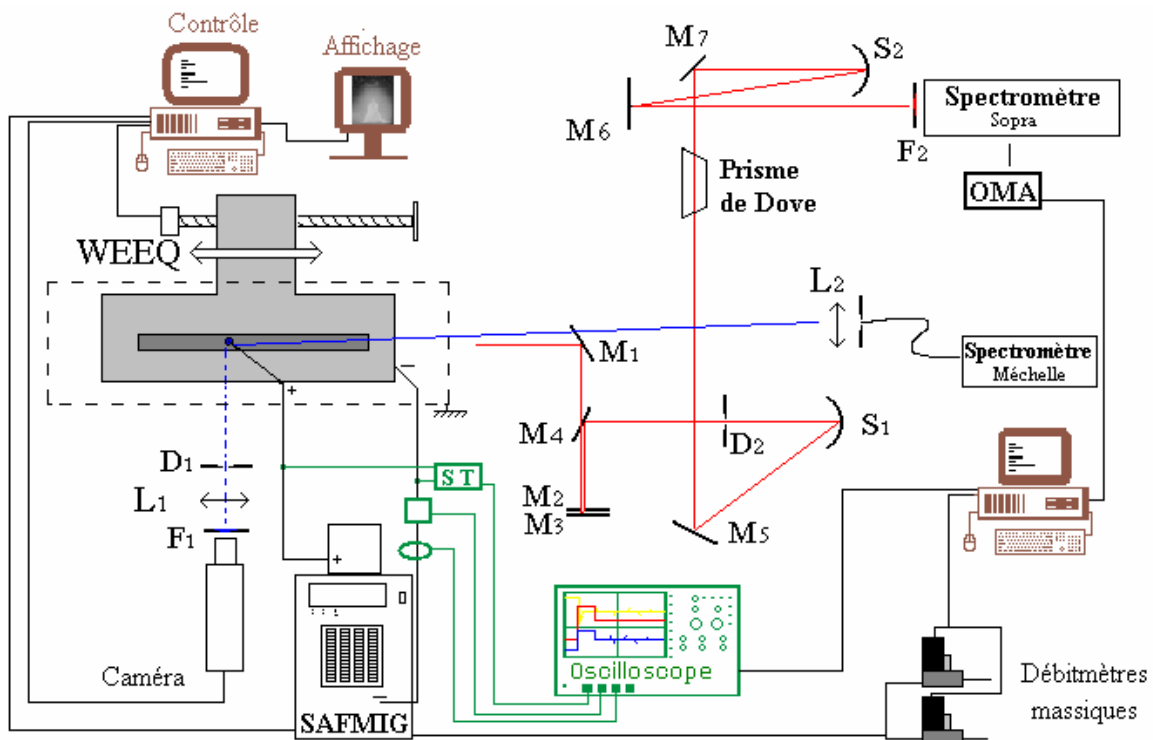 Contrôle
Affichage
M7
S2
Spectromètre
Sopra
M6
F2
Prisme
de Dove
OMA
WEEQ
L2
M1
Spectromètre
Méchelle
+
−
M4
D2
S1
D1
ST
L1
M2
M3
M5
F1
+
Oscilloscope
Caméra
Débitmètres
massiques
−
SAFMIG